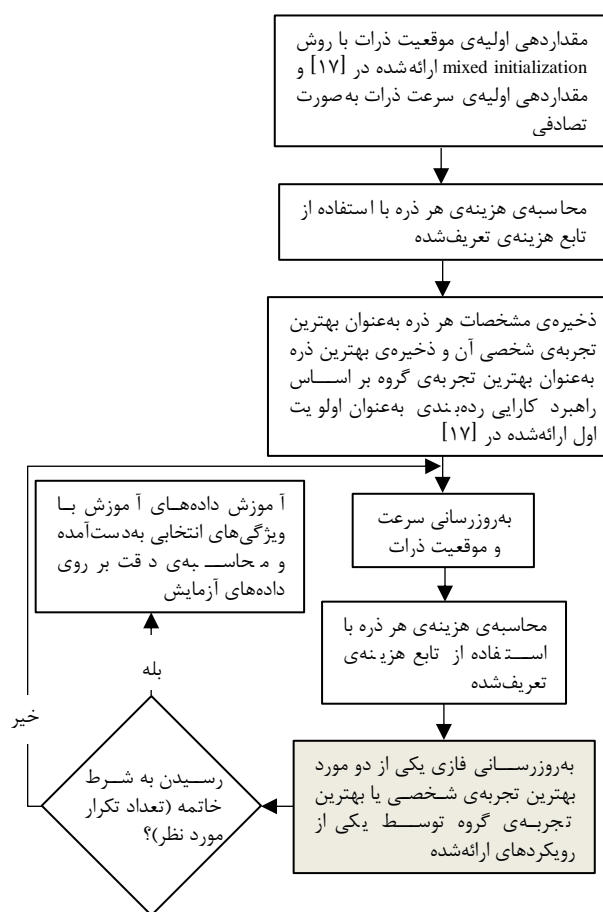 مقداردهی اولیه‌ی موقعیت ذرات با روش
mixed initialization ارائه‌شده در [۱۷] و
مقداردهی اولیه‌ی سرعت ذرات به‌صورت
تصادفی
محاسبه‌ی هزینه‌ی هر ذره با استفاده از
تابع هزینه‌ی تعریف‌شده
ذخیره‌ی مشخصات هر ذره به‌عنوان بهترین
تجربه‌ی شخصی آن و ذخیره‌ی بهترین ذره
به‌عنوان بهترین تجربه‌ی گروه بر اساس
راهبرد کارایی رده‌بندی به‌عنوان اولویت
اول ارائه‌شده در [۱۷]
به‌روزرسانی سرعت
و موقعیت ذرات
محاسبه‌ی هزینه‌ی هر ذره با
استفاده از تابع هزینه‌ی
تعریف‌شده
به‌روزرسانی فازی یکی از دو مورد
بهترین تجربه‌ی شخصی یا بهترین
تجربه‌ی گروه توسط یکی از
رویکردهای ارائه‌شده
رسیدن به شرط
خاتمه (تعداد تکرار
مورد نظر)؟
خیر
بله
آموزش داده‌های آموزش با
ویژگی‌های انتخابی به‌دست‌آمده
و محاسبه‌ی دقت بر روی
داده‌های آزمایش